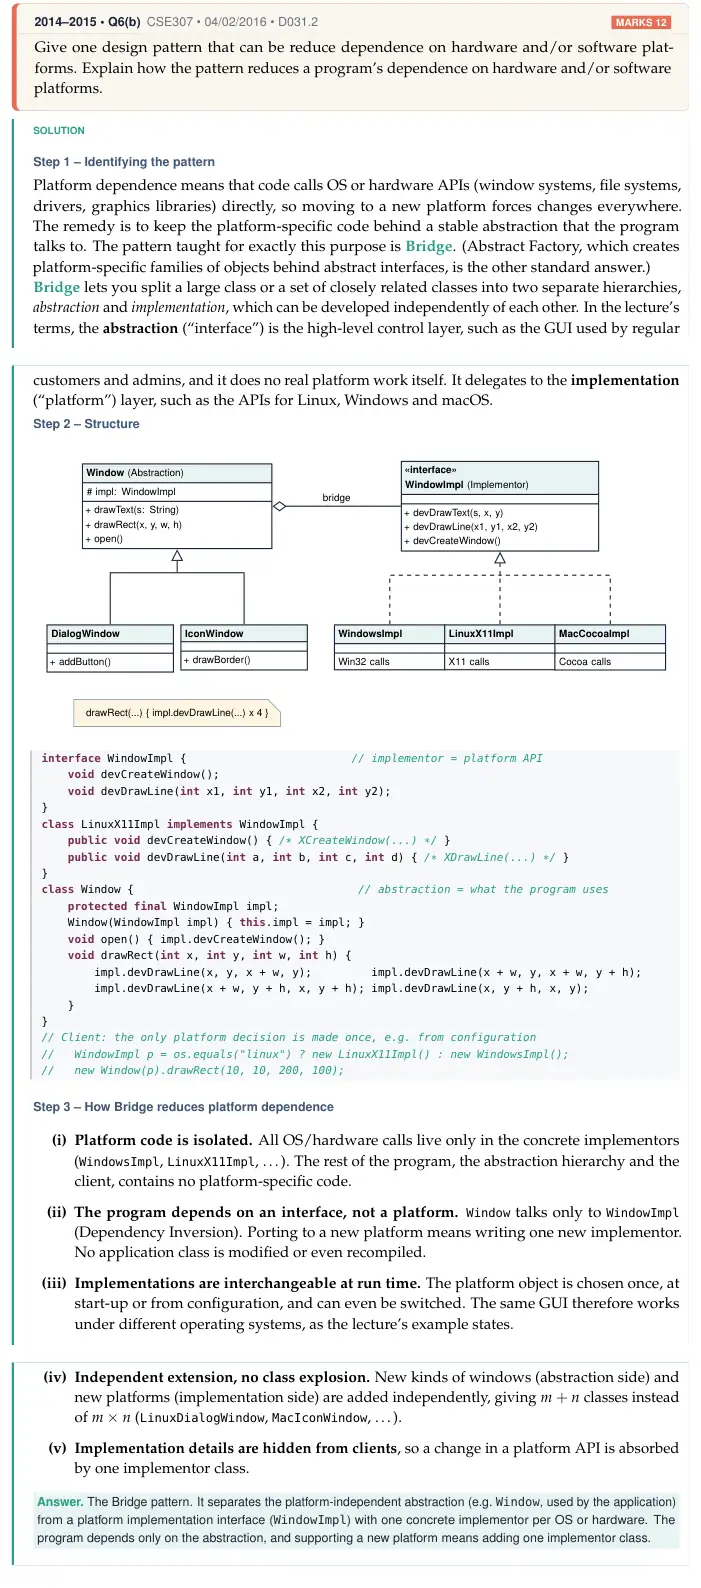 2014–2015 • Q6(b) CSE307 • 04/02/2016 • D031.2 MARKS 12
Give one design pattern that can be reduce dependence on hardware and/or software plat-
forms. Explain how the pattern reduces a program's dependence on hardware and/or software
platforms.
SOLUTION
Step 1 – Identifying the pattern
Platform dependence means that code calls OS or hardware APIs (window systems, file systems,
drivers, graphics libraries) directly, so moving to a new platform forces changes everywhere.
The remedy is to keep the platform-specific code behind a stable abstraction that the program
talks to. The pattern taught for exactly this purpose is Bridge. (Abstract Factory, which creates
platform-specific families of objects behind abstract interfaces, is the other standard answer.)
Bridge lets you split a large class or a set of closely related classes into two separate hierarchies,
abstraction and implementation, which can be developed independently of each other. In the lecture's
terms, the abstraction (“interface”) is the high-level control layer, such as the GUI used by regular
customers and admins, and it does no real platform work itself. It delegates to the implementation
(“platform”) layer, such as the APIs for Linux, Windows and macOS.
Step 2 – Structure
Window (Abstraction)
# impl: WindowImpl
+ drawText(s: String)
+ drawRect(x, y, w, h)
+ open()
bridge
«interface»
WindowImpl (Implementor)
+ devDrawText(s, x, y)
+ devDrawLine(x1, y1, x2, y2)
+ devCreateWindow()
DialogWindow
+ addButton()
IconWindow
+ drawBorder()
WindowsImpl
Win32 calls
LinuxX11Impl
X11 calls
MacCocoaImpl
Cocoa calls
drawRect(...) { impl.devDrawLine(...) x 4 }
interface WindowImpl { // implementor = platform API
void devCreateWindow();
void devDrawLine(int x1, int y1, int x2, int y2);
}
class LinuxX11Impl implements WindowImpl {
public void devCreateWindow() { /* XCreateWindow(...) */ }
public void devDrawLine(int a, int b, int c, int d) { /* XDrawLine(...) */ }
}
class Window { // abstraction = what the program uses
protected final WindowImpl impl;
Window(WindowImpl impl) { this.impl = impl; }
void open() { impl.devCreateWindow(); }
void drawRect(int x, int y, int w, int h) {
impl.devDrawLine(x, y, x + w, y); impl.devDrawLine(x + w, y, x + w, y + h);
impl.devDrawLine(x + w, y + h, x, y + h); impl.devDrawLine(x, y + h, x, y);
}
}
// Client: the only platform decision is made once, e.g. from configuration
// WindowImpl p = os.equals("linux") ? new LinuxX11Impl() : new WindowsImpl();
// new Window(p).drawRect(10, 10, 200, 100);
Step 3 – How Bridge reduces platform dependence
(i) Platform code is isolated. All OS/hardware calls live only in the concrete implementors
(WindowsImpl, LinuxX11Impl, ...). The rest of the program, the abstraction hierarchy and the
client, contains no platform-specific code.
(ii) The program depends on an interface, not a platform. Window talks only to WindowImpl
(Dependency Inversion). Porting to a new platform means writing one new implementor.
No application class is modified or even recompiled.
(iii) Implementations are interchangeable at run time. The platform object is chosen once, at
start-up or from configuration, and can even be switched. The same GUI therefore works
under different operating systems, as the lecture's example states.
(iv) Independent extension, no class explosion. New kinds of windows (abstraction side) and
new platforms (implementation side) are added independently, giving m + n classes instead
of m × n (LinuxDialogWindow, MacIconWindow, ...).
(v) Implementation details are hidden from clients, so a change in a platform API is absorbed
by one implementor class.
Answer. The Bridge pattern. It separates the platform-independent abstraction (e.g. Window, used by the application)
from a platform implementation interface (WindowImpl) with one concrete implementor per OS or hardware. The
program depends only on the abstraction, and supporting a new platform means adding one implementor class.